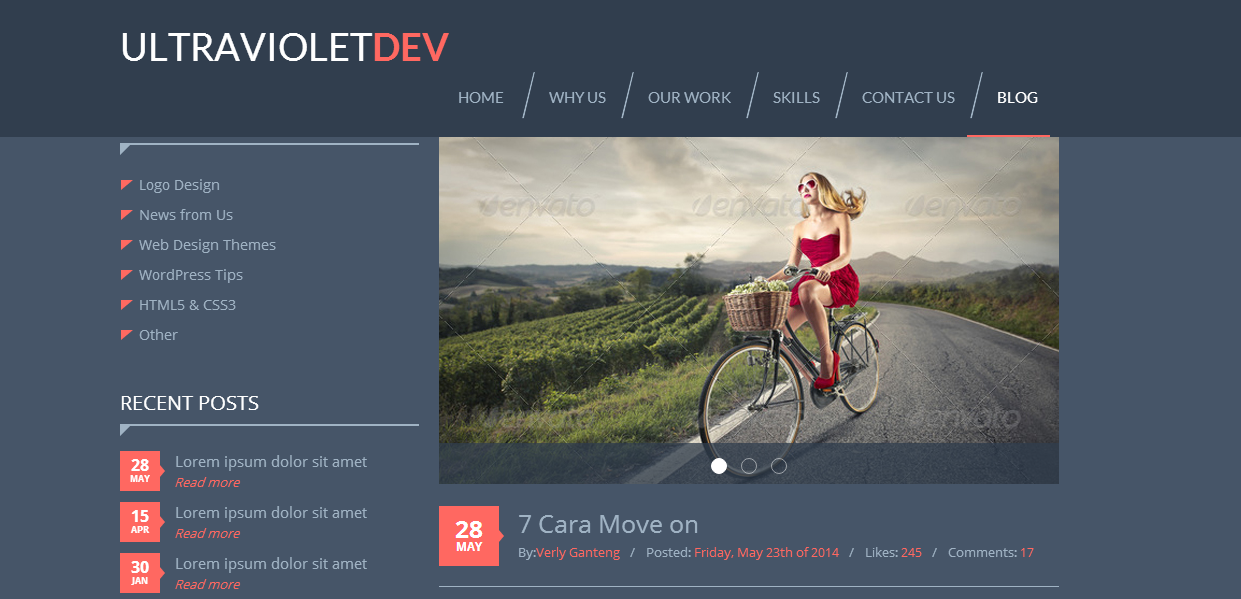 ULTRAVIOLETDEV
HOME
WHY US
OUR WORK
SKILLS
CONTACT US
BLOG
Logo Design
News from Us
Web Design Themes
WordPress Tips
HTML5 & CSS3
Other
RECENT POSTS
28
MAY
Lorem ipsum dolor sit amet
Read more
15
APR
Lorem ipsum dolor sit amet
Read more
30
JAN
Lorem ipsum dolor sit amet
Read more
envato envato envato
envato envato
28
MAY
7 Cara Move on
By:Verly Ganteng / Posted: Friday, May 23th of 2014 / Likes: 245 / Comments: 17